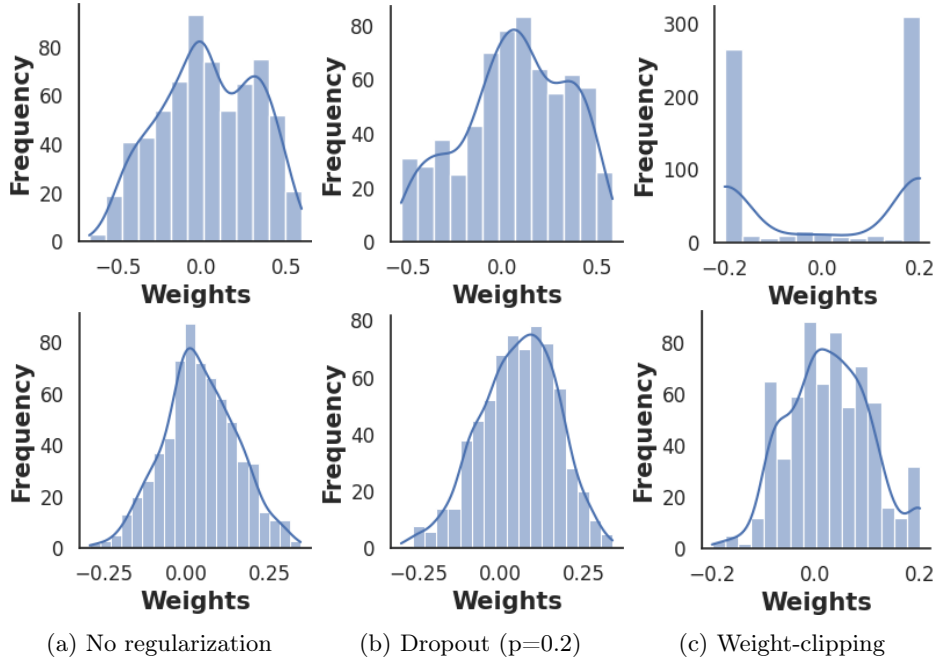 Frequency
80
60
40
20
0
−0.5 0.0 0.5
Weights
Frequency
80
60
40
20
0
−0.5 0.0 0.5
Weights
Frequency
300
200
100
0
−0.2 0.0 0.2
Weights
Frequency
80
60
40
20
0
−0.25 0.00 0.25
Weights
Frequency
80
60
40
20
0
−0.25 0.00 0.25
Weights
Frequency
80
60
40
20
0
−0.2 0.0 0.2
Weights
(a) No regularization
(b) Dropout (p=0.2)
(c) Weight-clipping